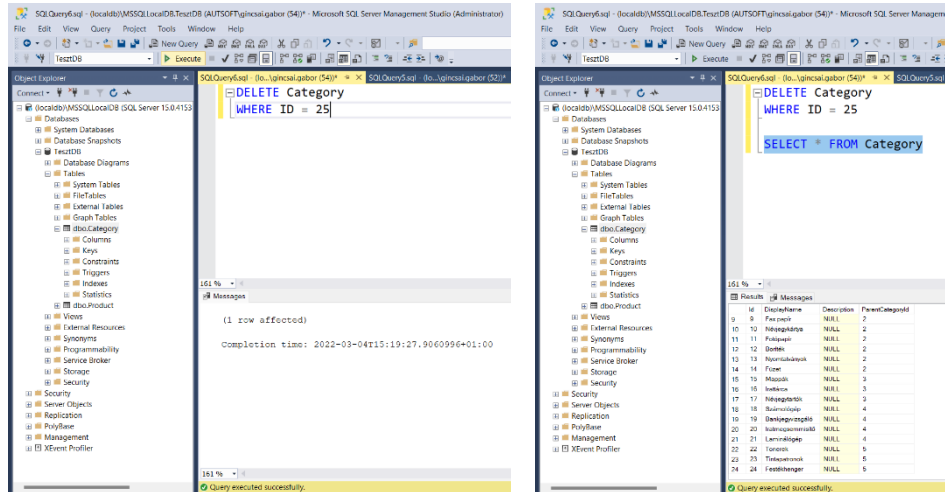 SQLQuery6.sql - (localdb)\MSSQLLocalDB.TesztDB (AUTSOFT\gincsai.gabor (54))* - Microsoft SQL Server Management Studio (Administrator)
File Edit View Query Project Tools Window Help
New Query
TesztDB Execute
Object Explorer
SQLQuery6.sql - (lo...\gincsai.gabor (54))* SQLQuery5.sql - (lo...\gincsai.gabor (52))*
Connect
(localdb)\MSSQLLocalDB (SQL Server 15.0.4153
Databases
System Databases
Database Snapshots
TesztDB
Database Diagrams
Tables
System Tables
FileTables
External Tables
Graph Tables
dbo.Category
Columns
Keys
Constraints
Triggers
Indexes
Statistics
dbo.Product
Views
External Resources
Synonyms
Programmability
Service Broker
Storage
Security
Security
Server Objects
Replication
PolyBase
Management
XEvent Profiler
DELETE Category
WHERE ID = 25
161 %
Messages
(1 row affected)
Completion time: 2022-03-04T15:19:27.9060996+01:00
161 %
Query executed successfully.
SQLQuery6.sql - (localdb)\MSSQLLocalDB.TesztDB (AUTSOFT\gincsai.gabor (54))* - Microsoft SQL Server Managem
File Edit View Query Project Tools Window Help
New Query
TesztDB Execute
Object Explorer
SQLQuery6.sql - (lo...\gincsai.gabor (54))* SQLQuery5.sql
Connect
(localdb)\MSSQLLocalDB (SQL Server 15.0.4153
Databases
System Databases
Database Snapshots
TesztDB
Database Diagrams
Tables
System Tables
FileTables
External Tables
Graph Tables
dbo.Category
Columns
Keys
Constraints
Triggers
Indexes
Statistics
dbo.Product
Views
External Resources
Synonyms
Programmability
Service Broker
Storage
Security
Security
Server Objects
Replication
PolyBase
Management
XEvent Profiler
DELETE Category
WHERE ID = 25
SELECT * FROM Category
161 %
Results Messages
Id DisplayName Description ParentCategoryId
9 9 Fax papír NULL 2
10 10 Névjegykártya NULL 2
11 11 Fotópapír NULL 2
12 12 Boríték NULL 2
13 13 Nyomtatványok NULL 2
14 14 Füzet NULL 2
15 15 Mappák NULL 3
16 16 Irattárca NULL 3
17 17 Névjegytartók NULL 3
18 18 Számológép NULL 4
19 19 Bankjegyvizsgáló NULL 4
20 20 Iratmegsemmisítő NULL 4
21 21 Laminálógép NULL 4
22 22 Tonerek NULL 5
23 23 Tintapatronok NULL 5
24 24 Festékhenger NULL 5
Query executed successfully.